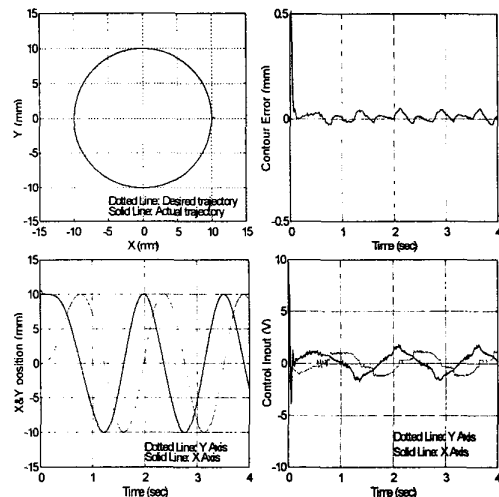 15
10
5
0
-5
-10
-15
Y (mm)
Dotted Line: Desired trajectory
Solid Line: Actual trajectory
-15 -10 -5 0 5 10 15
X (mm)
0.5
0
-0.5
Contour Error (mm)
0 1 2 3 4
Time (sec)
15
10
5
0
-5
-10
-15
X&Y position (mm)
Dotted Line: Y Axis
Solid Line: X Axis
0 1 2 3 4
Time (sec)
10
5
0
-5
-10
Control Input (V)
Dotted Line: Y Axis
Solid Line: X Axis
0 1 2 3 4
Time (sec)